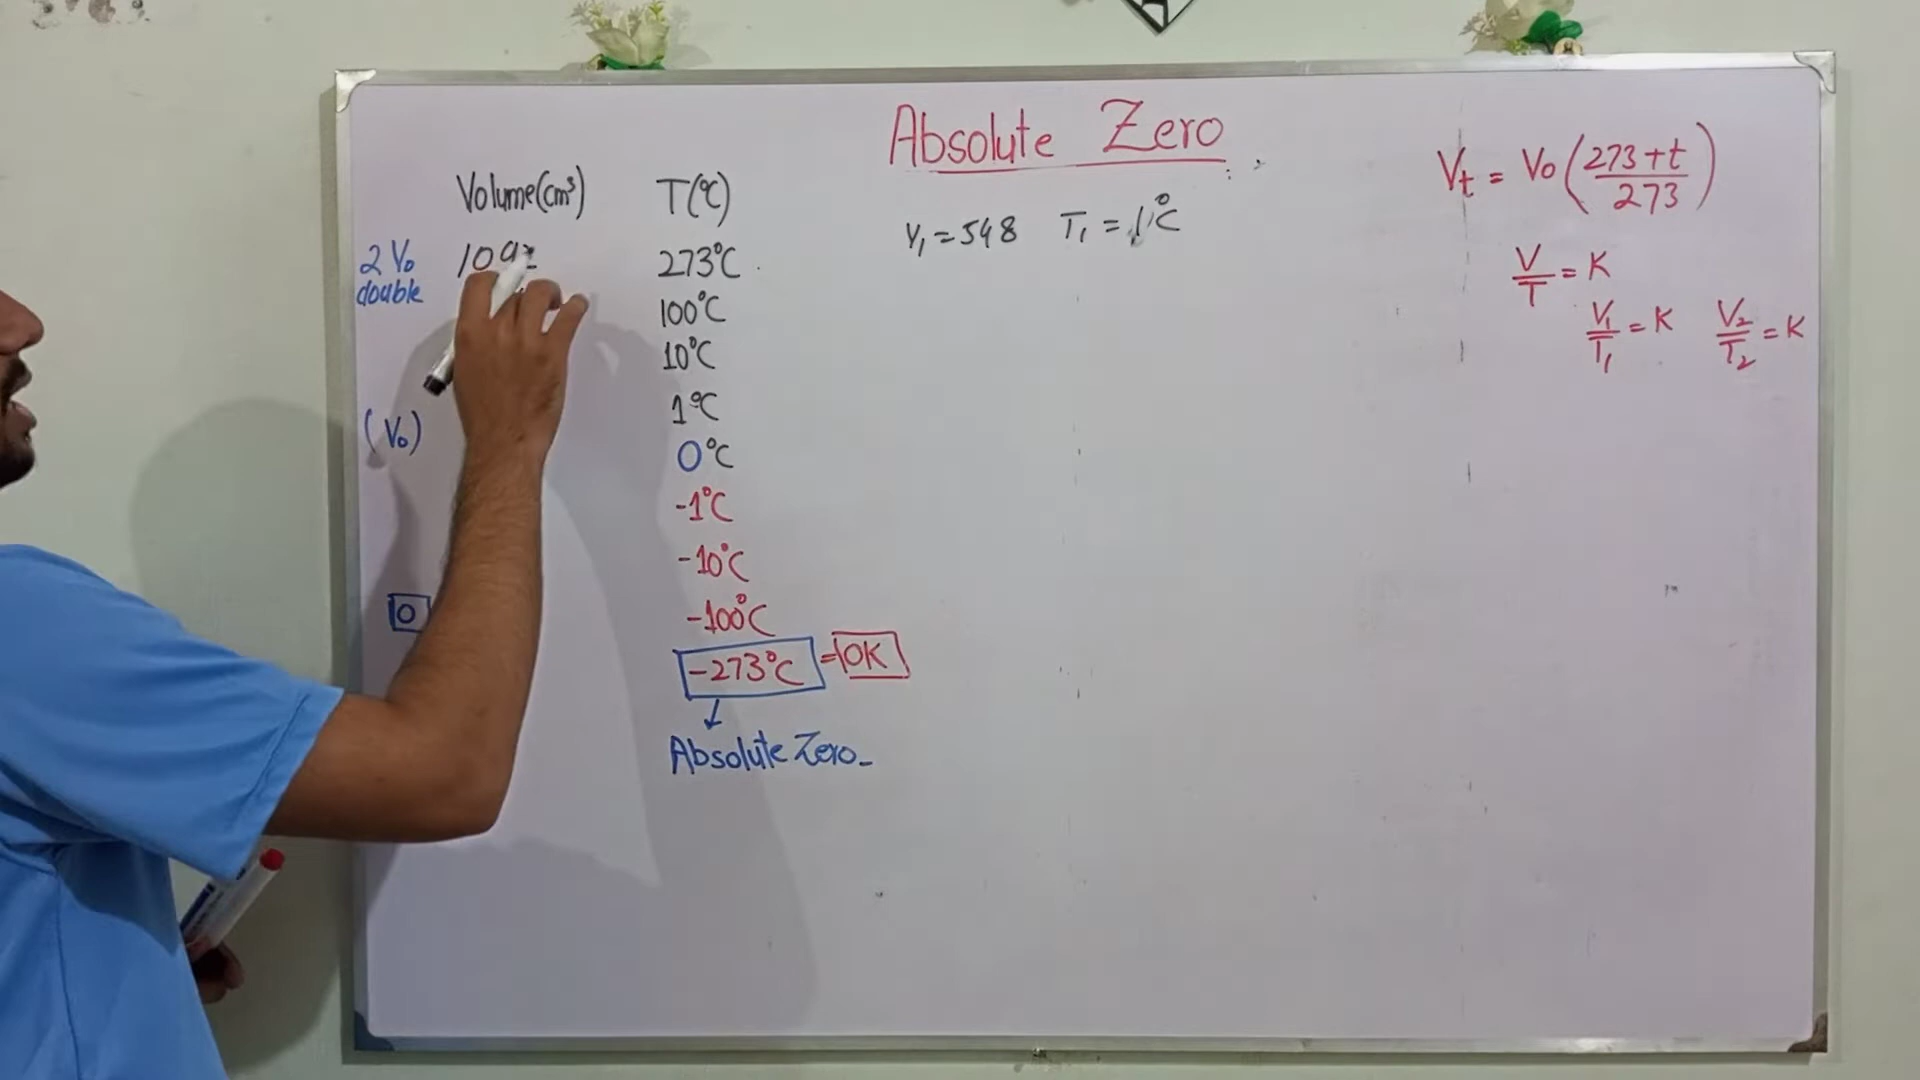 Absolute Zero
Volume(cm³) T(°C)
2 V₀ double 1092 273°C
100°C
10°C
1°C
(V₀) 0°C
-1°C
-10°C
0 -100°C
-273°C = 0K
Absolute Zero
V₁ = 548 T₁ = 1°C
Vt = V₀(273+t/273)
V/T = K
V₁/T₁ = K V₂/T₂ = K